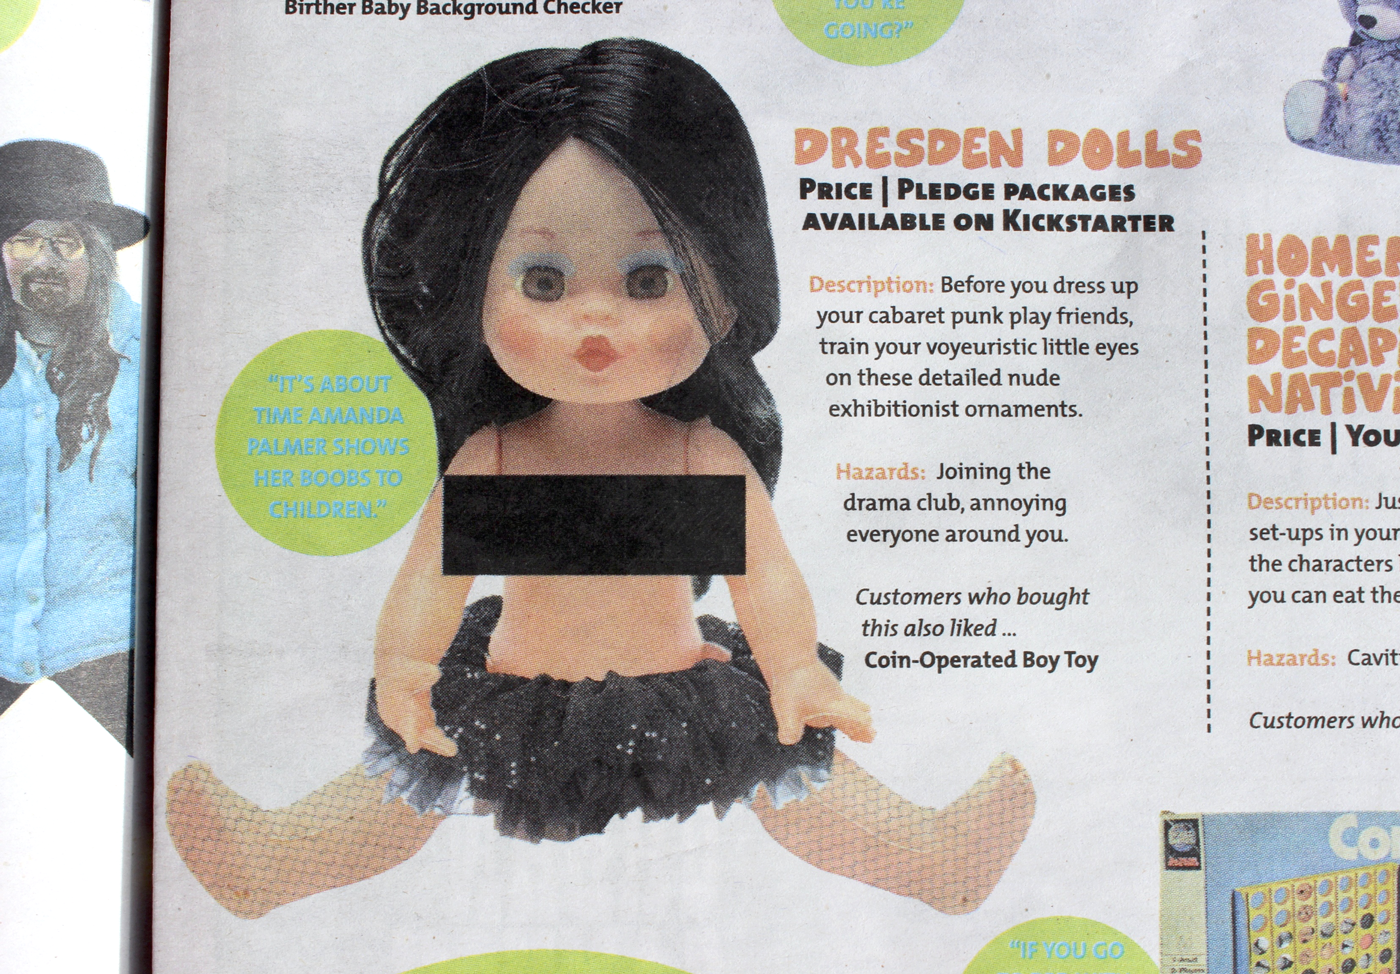 Birther Baby Background Checker
YOU'RE
GOING?"
DRESDEN DOLLS
PRICE | PLEDGE PACKAGES
AVAILABLE ON KICKSTARTER
Description: Before you dress up
your cabaret punk play friends,
train your voyeuristic little eyes
on these detailed nude
exhibitionist ornaments.
Hazards: Joining the
drama club, annoying
everyone around you.
Customers who bought
this also liked ...
Coin-Operated Boy Toy
"IT'S ABOUT
TIME AMANDA
PALMER SHOWS
HER BOOBS TO
CHILDREN."
PRICE |
Description:
set-ups in your
the characters
you can eat
Hazards:
Customers
"IF YOU GO